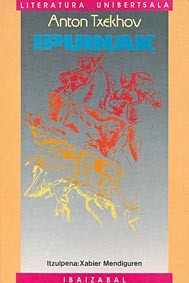 LITERATURA UNIBERTSALA
Anton Txekhov
IPUINAK
Itzulpena: Xabier Mendiguren
IBAIZABAL